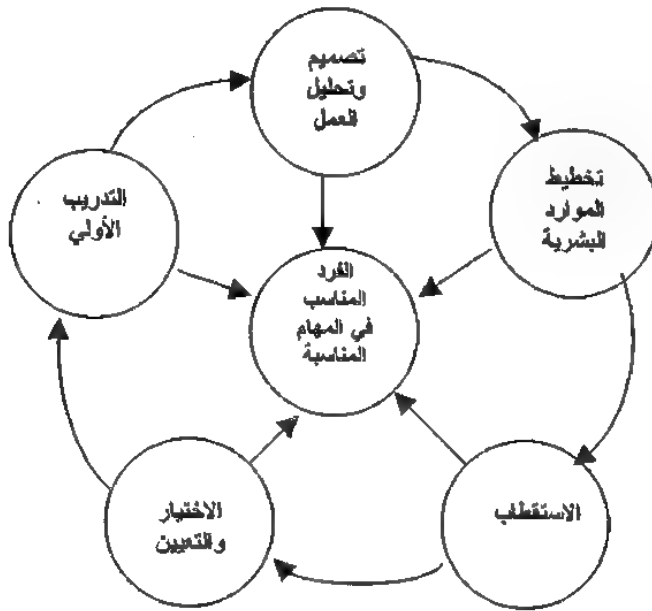 تصميم
وتحليل
العمل
تخطيط
الموارد
البشرية
التدريب
الأولي
الفرد
المناسب
في المهام
المناسبة
الاستقطاب
الاختيار
والتعيين